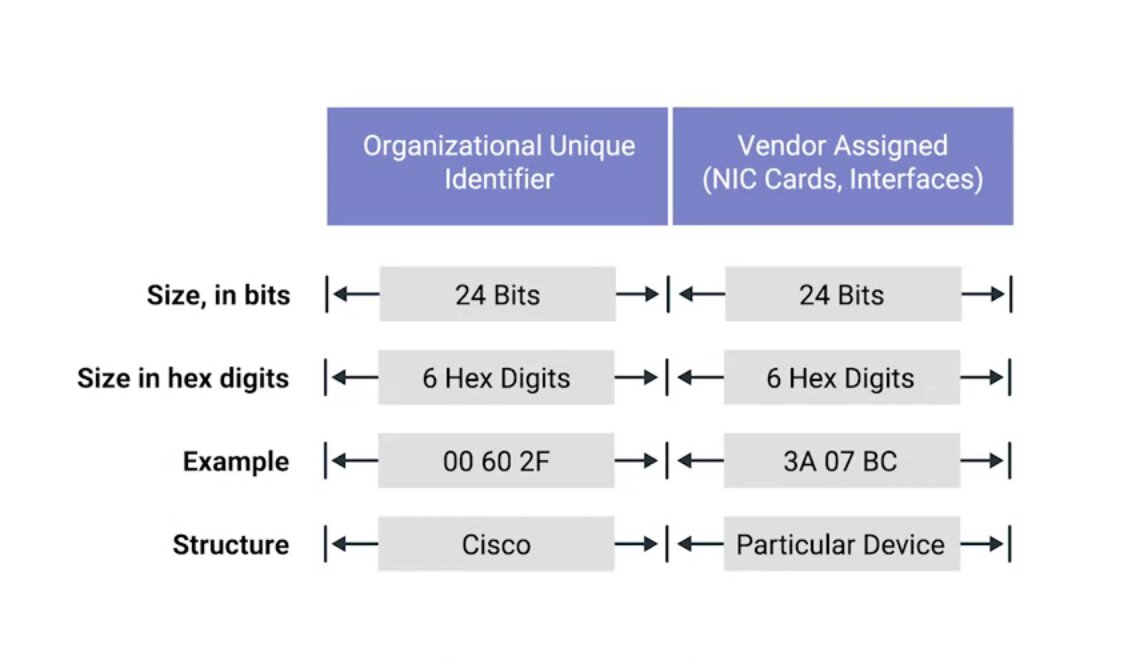 Organizational Unique
Identifier
Vendor Assigned
(NIC Cards, Interfaces)
Size, in bits
24 Bits
24 Bits
Size in hex digits
6 Hex Digits
6 Hex Digits
Example
00 60 2F
3A 07 BC
Structure
Cisco
Particular Device